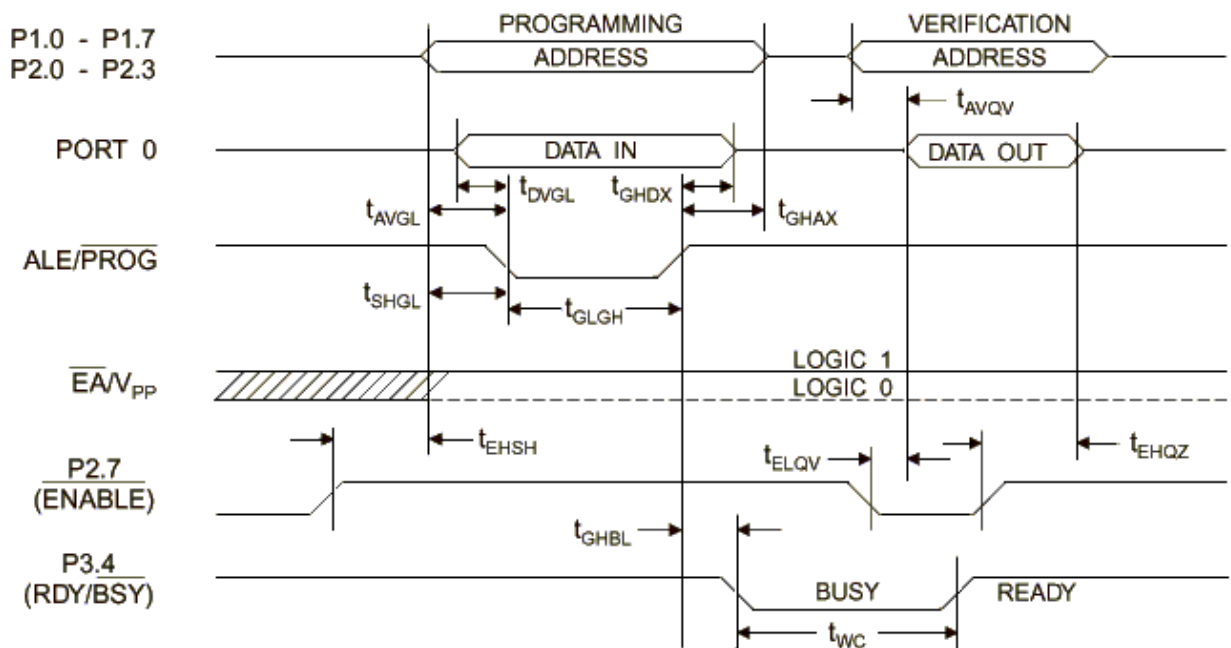 PROGRAMMING
VERIFICATION
P1.0 - P1.7
P2.0 - P2.3
ADDRESS
ADDRESS
tAVQV
PORT 0
DATA IN
DATA OUT
tDVGL
tGHDX
tAVGL
tGHAX
ALE/PROG
tSHGL
tGLGH
LOGIC 1
EA/VPP
LOGIC 0
tEHSH
tELQV
tEHQZ
P2.7
(ENABLE)
tGHBL
P3.4
(RDY/BSY)
BUSY
READY
tWC